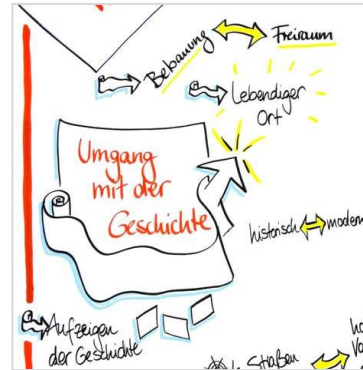 Bebauung
Freiraum
Lebendiger
Ort
Umgang
mit der
Geschichte
historisch
modern
Aufzeigen
der Geschichte
Straßen